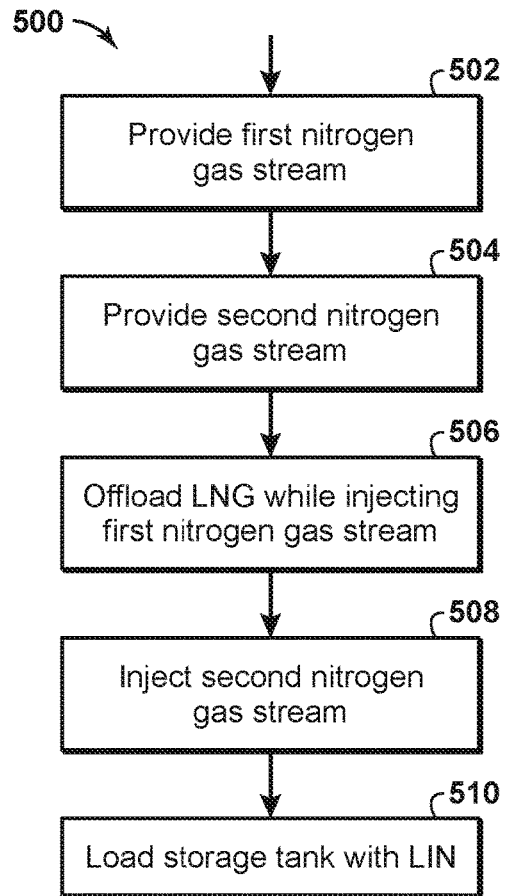 500
502
Provide first nitrogen
gas stream
504
Provide second nitrogen
gas stream
506
Offload LNG while injecting
first nitrogen gas stream
508
Inject second nitrogen
gas stream
510
Load storage tank with LIN